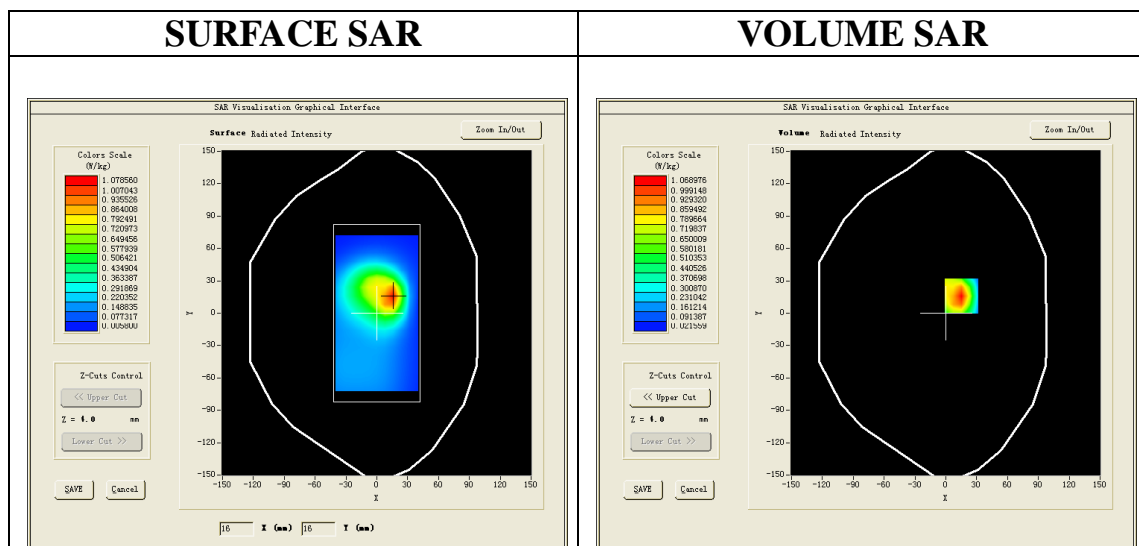 SURFACE SAR
VOLUME SAR
SAR Visualisation Graphical Interface
Surface Radiated Intensity
Zoom In/Out
Colors Scale
(W/kg)
1.078560
1.007043
0.935526
0.864008
0.792491
0.720973
0.649456
0.577939
0.506421
0.434904
0.363387
0.291869
0.220352
0.148835
0.077317
0.005800
150
120
90
60
30
0
-30
-60
-90
-120
-150
Y
-150 -120 -90 -60 -30 0 30 60 90 120 150
X
Z-Cuts Control
<< Upper Cut
Z = 4.0 mm
Lower Cut >>
SAVE Cancel
16 X (mm) 16 Y (mm)
SAR Visualisation Graphical Interface
Volume Radiated Intensity
Zoom In/Out
Colors Scale
(W/kg)
1.068976
0.999148
0.929320
0.859492
0.789664
0.719837
0.650009
0.580181
0.510353
0.440526
0.370698
0.300870
0.231042
0.161214
0.091387
0.021559
150
120
90
60
30
0
-30
-60
-90
-120
-150
Y
-150 -120 -90 -60 -30 0 30 60 90 120 150
X
Z-Cuts Control
<< Upper Cut
Z = 4.0 mm
Lower Cut >>
SAVE Cancel